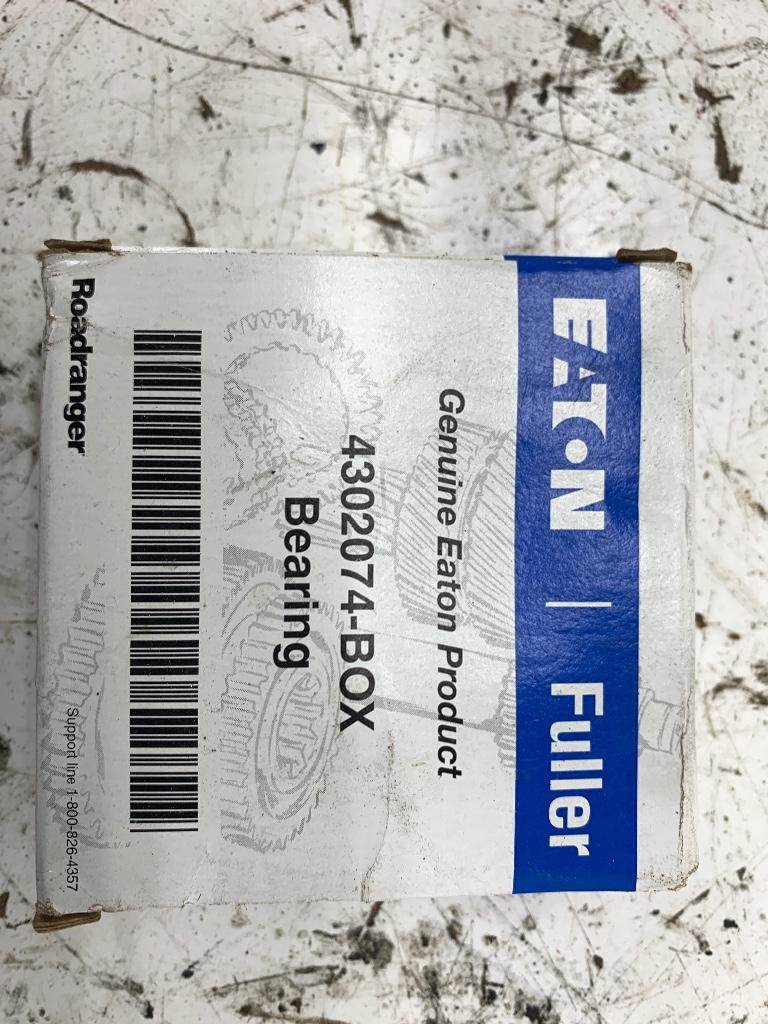 EATON | Fuller
Genuine Eaton Product
4302074-BOX
Bearing
Roadranger
Support line 1-800-826-4357